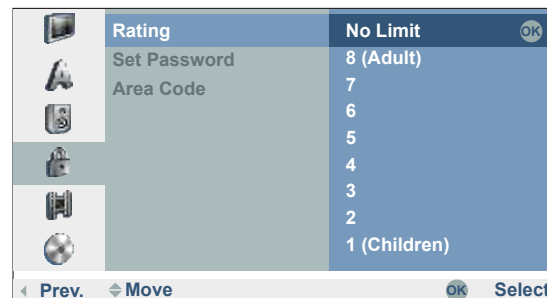 Rating
Set Password
Area Code
No Limit OK
8 (Adult)
7
6
5
4
3
2
1 (Children)
Prev. Move OK Select